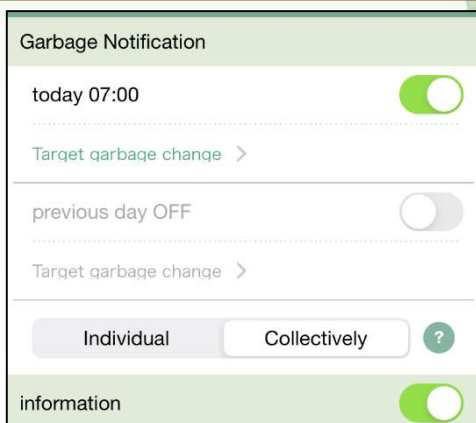 Garbage Notification
today 07:00
Target garbage change >
previous day OFF
Target garbage change >
Individual Collectively ?
information